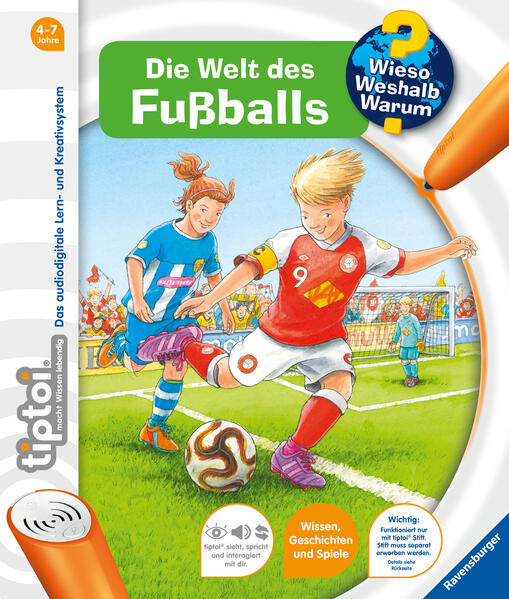 4-7
Jahre
Die Welt des
Fußballs
?
Wieso
Weshalb
Warum
tiptoi
Das audiodigitale Lern- und Kreativsystem
tiptoi®
macht Wissen lebendig
9
tiptoi® sieht, spricht
und interagiert
mit dir.
Wissen,
Geschichten
und Spiele
Wichtig:
Funktioniert nur
mit tiptoi® Stift.
Stift muss separat
erworben werden.
Details siehe
Rückseite
Ravensburger